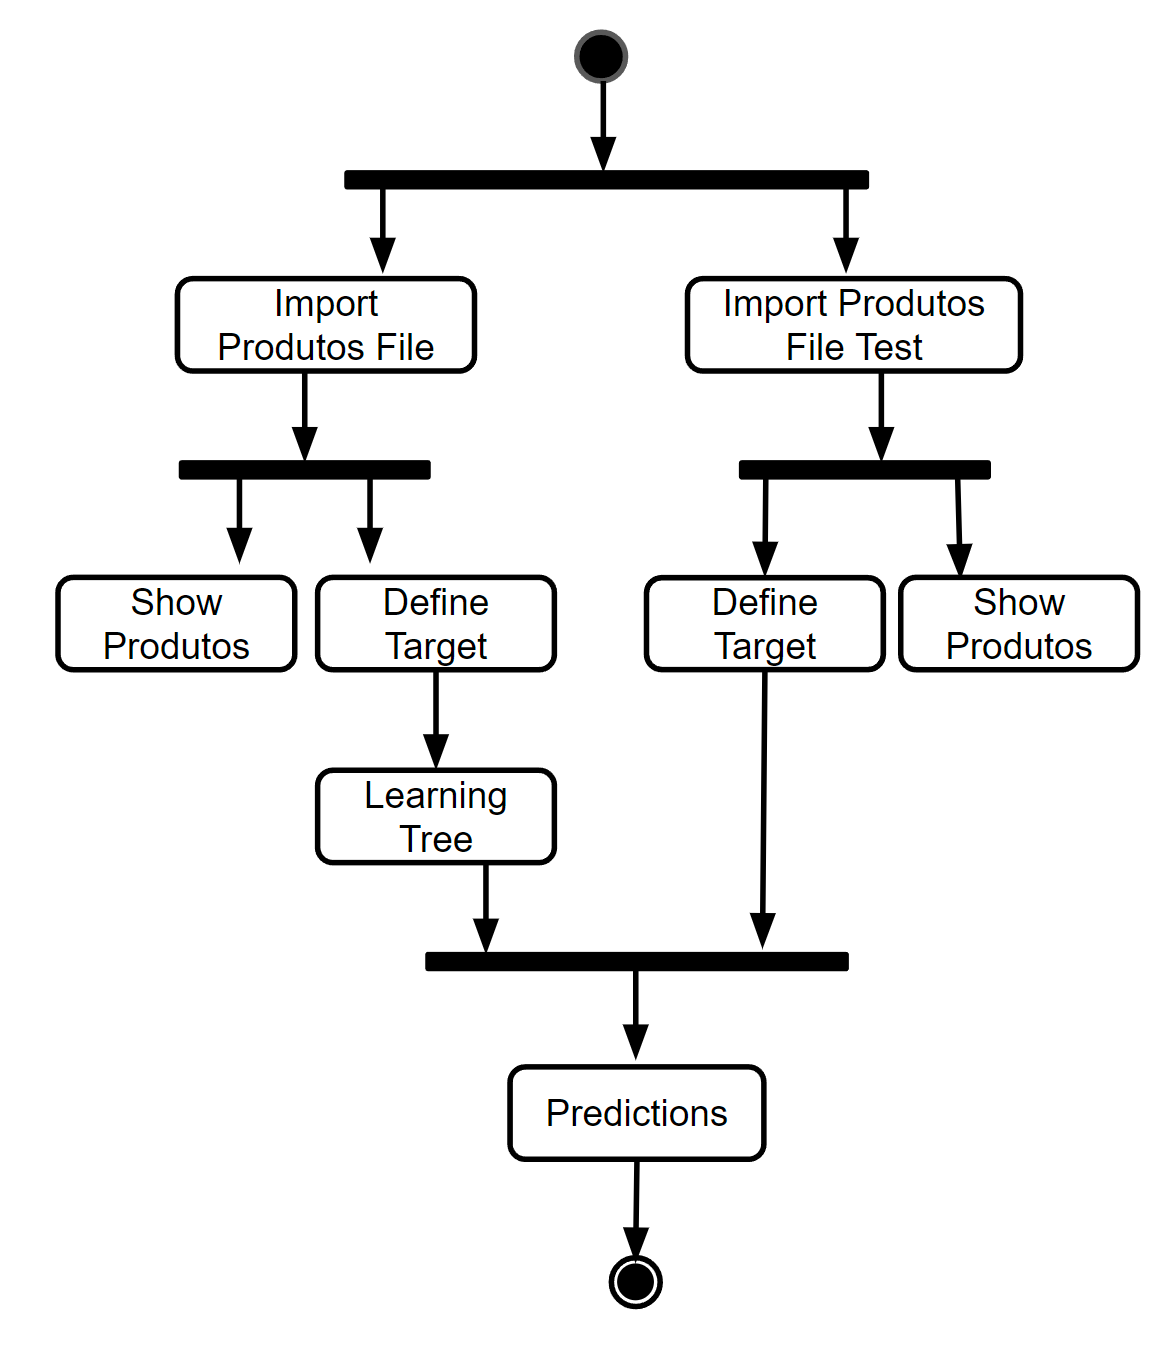 Import
Produtos File
Import Produtos
File Test
Show
Produtos
Define
Target
Define
Target
Show
Produtos
Learning
Tree
Predictions